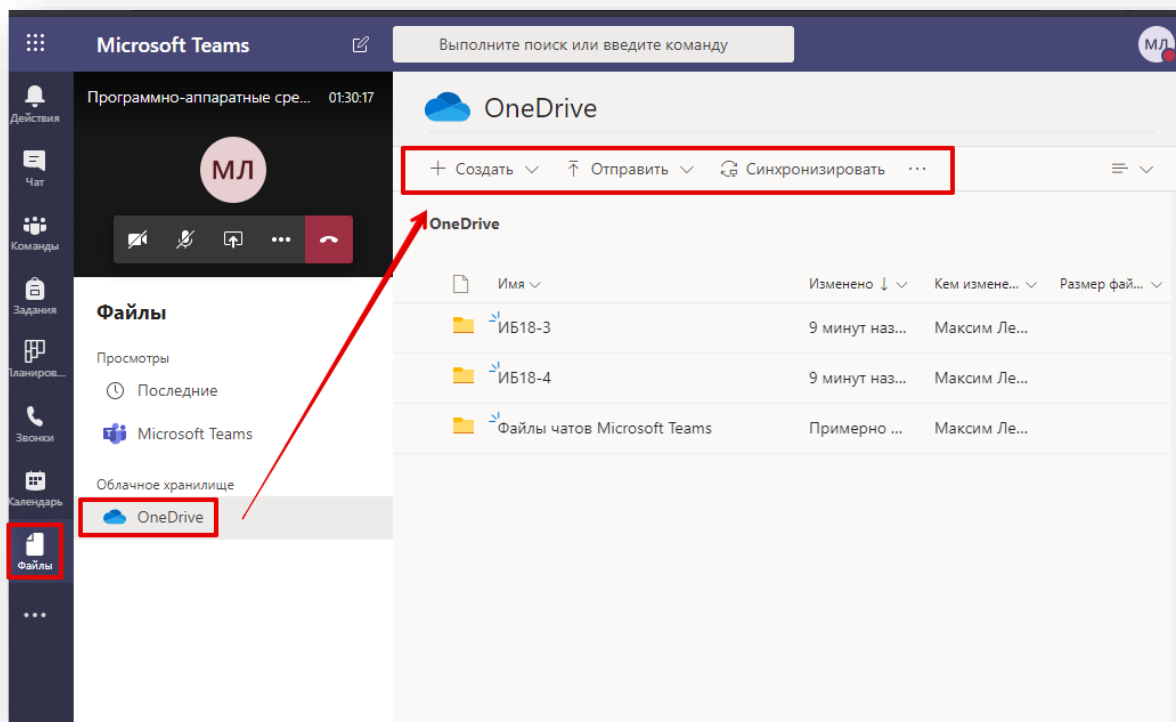 Microsoft Teams
Выполните поиск или введите команду
МЛ
Действия
Чат
Команды
Задания
Планиров...
Звонки
Календарь
Файлы
Программно-аппаратные сре... 01:30:17
МЛ
Файлы
Просмотры
Последние
Microsoft Teams
Облачное хранилище
OneDrive
OneDrive
Создать Отправить Синхронизировать ...
OneDrive
Имя Изменено ↓ Кем измене... Размер фай...
ИБ18-3 9 минут наз... Максим Ле...
ИБ18-4 9 минут наз... Максим Ле...
Файлы чатов Microsoft Teams Примерно ... Максим Ле...